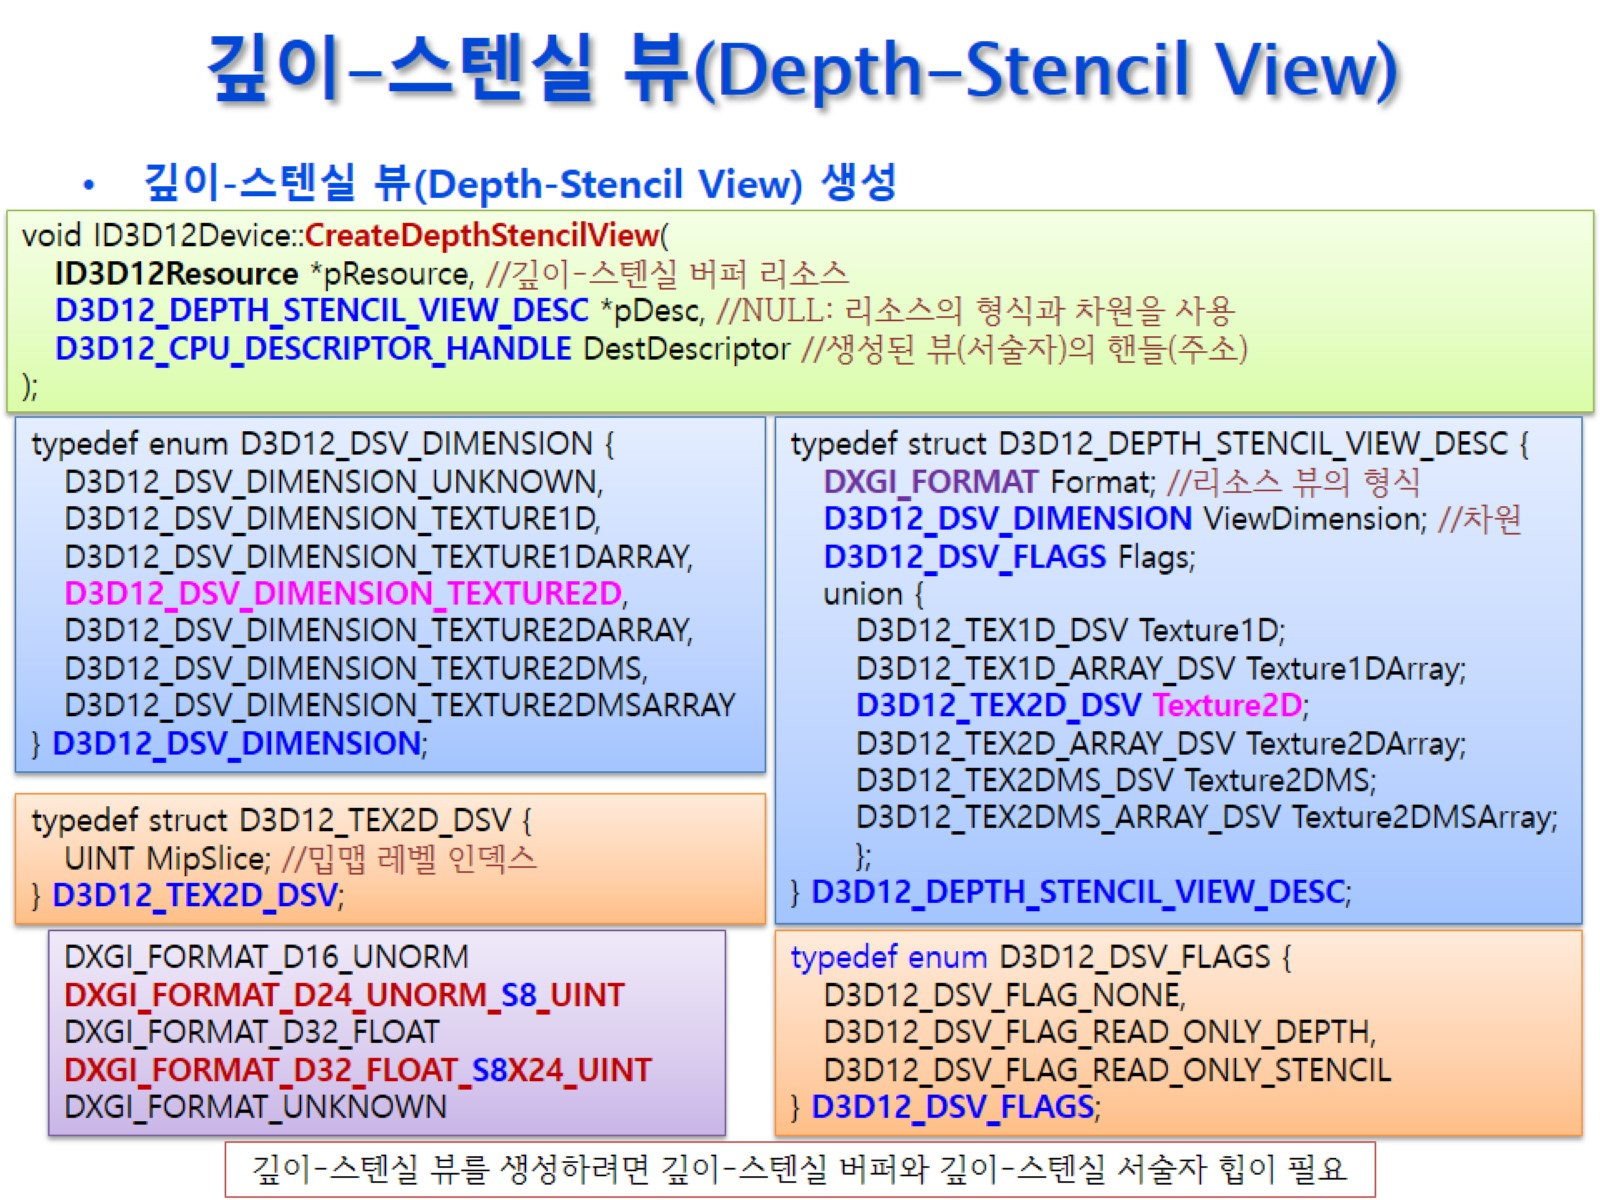 깊이-스텐실 뷰(Depth-Stencil View)
• 깊이-스텐실 뷰(Depth-Stencil View) 생성
void ID3D12Device::CreateDepthStencilView(
ID3D12Resource *pResource, //깊이-스텐실 버퍼 리소스
D3D12_DEPTH_STENCIL_VIEW_DESC *pDesc, //NULL: 리소스의 형식과 차원을 사용
D3D12_CPU_DESCRIPTOR_HANDLE DestDescriptor //생성된 뷰(서술자)의 핸들(주소)
);
typedef enum D3D12_DSV_DIMENSION {
D3D12_DSV_DIMENSION_UNKNOWN,
D3D12_DSV_DIMENSION_TEXTURE1D,
D3D12_DSV_DIMENSION_TEXTURE1DARRAY,
D3D12_DSV_DIMENSION_TEXTURE2D,
D3D12_DSV_DIMENSION_TEXTURE2DARRAY,
D3D12_DSV_DIMENSION_TEXTURE2DMS,
D3D12_DSV_DIMENSION_TEXTURE2DMSARRAY
} D3D12_DSV_DIMENSION;
typedef struct D3D12_DEPTH_STENCIL_VIEW_DESC {
DXGI_FORMAT Format; //리소스 뷰의 형식
D3D12_DSV_DIMENSION ViewDimension; //차원
D3D12_DSV_FLAGS Flags;
union {
D3D12_TEX1D_DSV Texture1D;
D3D12_TEX1D_ARRAY_DSV Texture1DArray;
D3D12_TEX2D_DSV Texture2D;
D3D12_TEX2D_ARRAY_DSV Texture2DArray;
D3D12_TEX2DMS_DSV Texture2DMS;
D3D12_TEX2DMS_ARRAY_DSV Texture2DMSArray;
};
} D3D12_DEPTH_STENCIL_VIEW_DESC;
typedef struct D3D12_TEX2D_DSV {
UINT MipSlice; //밉맵 레벨 인덱스
} D3D12_TEX2D_DSV;
DXGI_FORMAT_D16_UNORM
DXGI_FORMAT_D24_UNORM_S8_UINT
DXGI_FORMAT_D32_FLOAT
DXGI_FORMAT_D32_FLOAT_S8X24_UINT
DXGI_FORMAT_UNKNOWN
typedef enum D3D12_DSV_FLAGS {
D3D12_DSV_FLAG_NONE,
D3D12_DSV_FLAG_READ_ONLY_DEPTH,
D3D12_DSV_FLAG_READ_ONLY_STENCIL
} D3D12_DSV_FLAGS;
깊이-스텐실 뷰를 생성하려면 깊이-스텐실 버퍼와 깊이-스텐실 서술자 힙이 필요